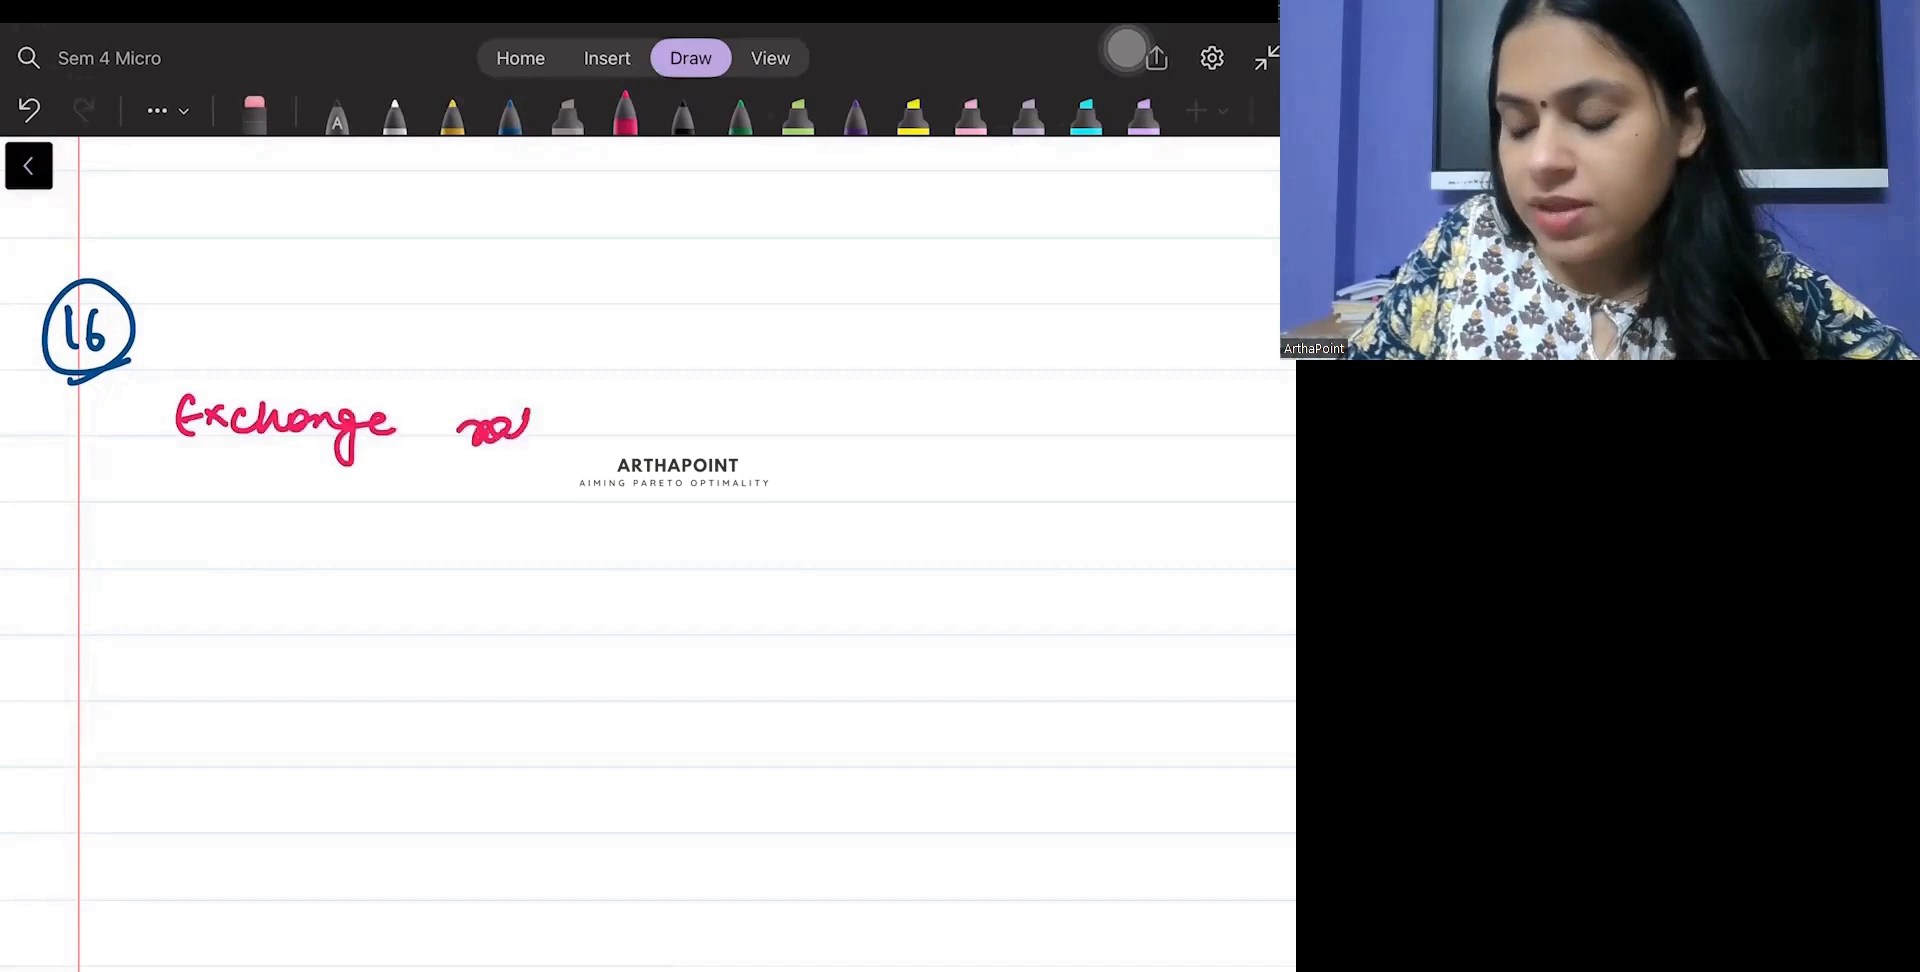 Sem 4 Micro
Home Insert Draw View
A
16
Exchange
ARTHAPOINT
AIMING PARETO OPTIMALITY
ArthaPoint